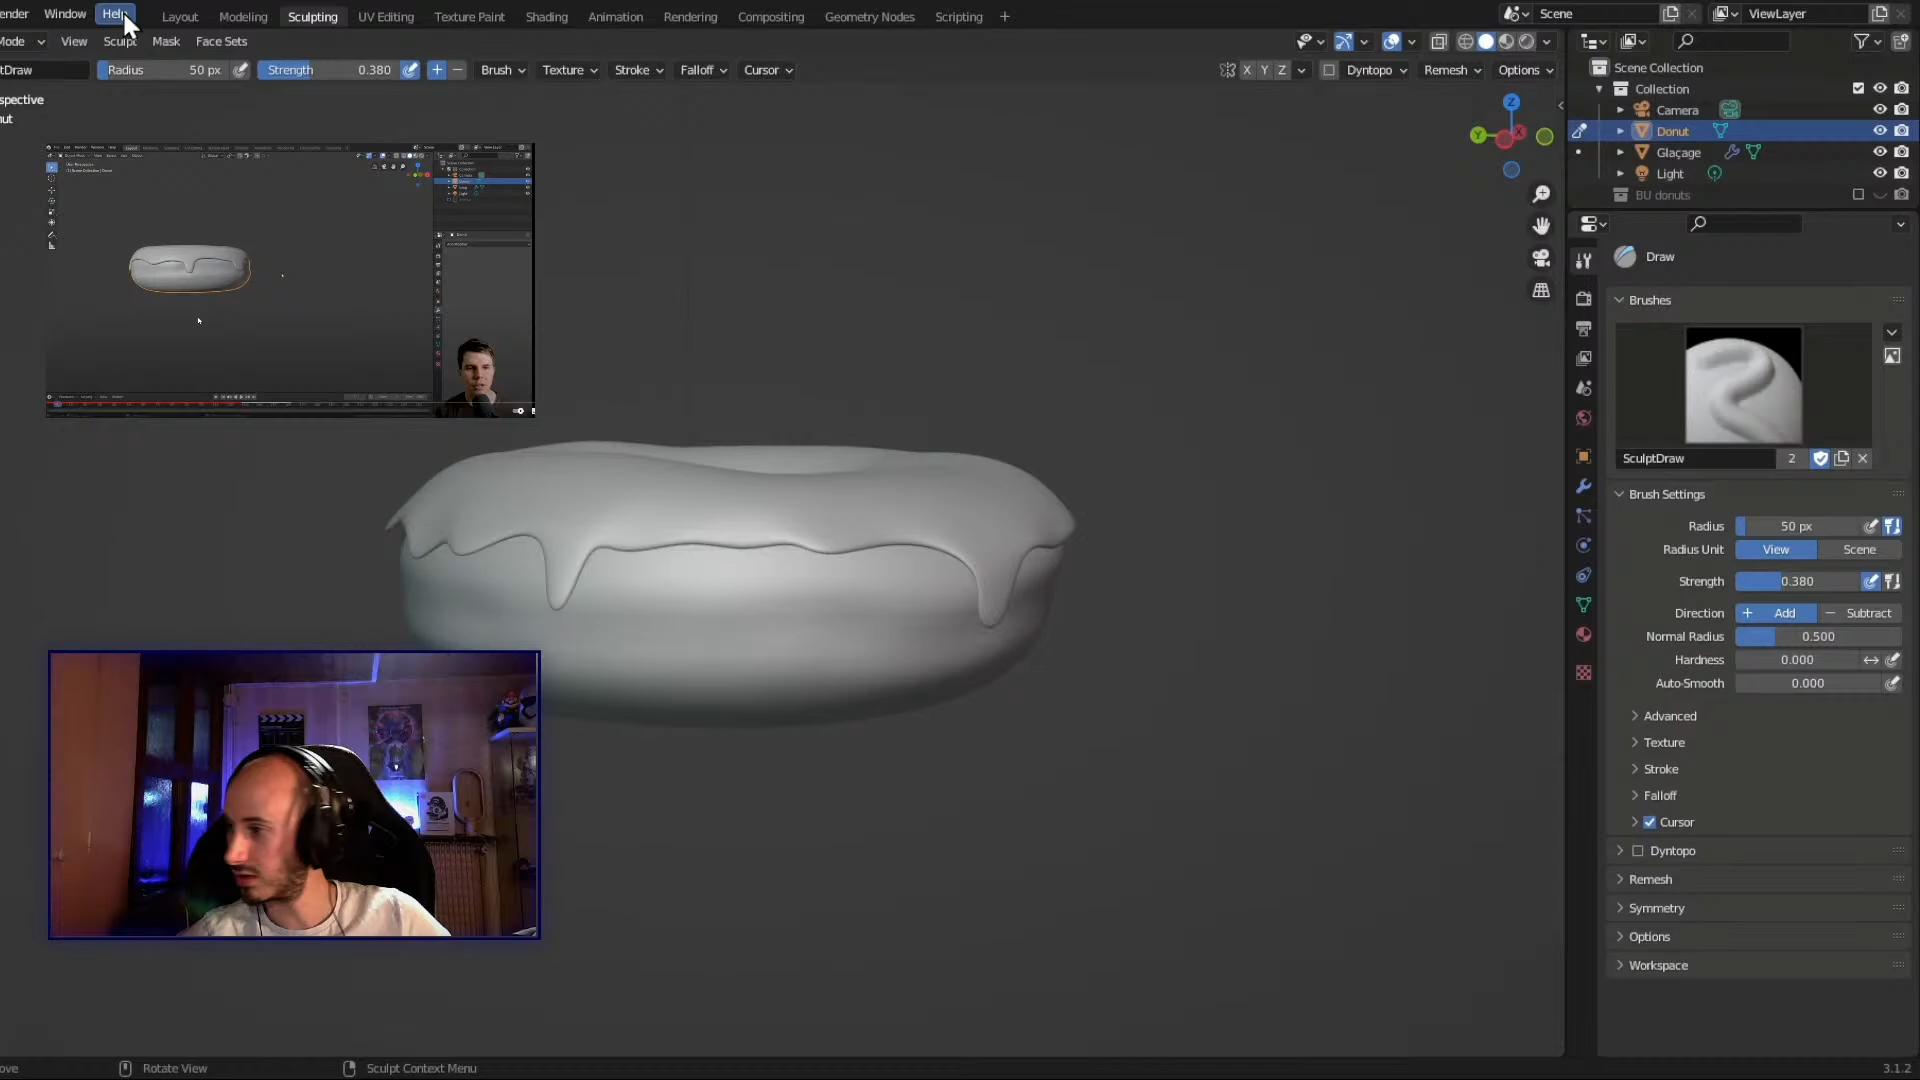 ender Window Help Layout Modeling Sculpting UV Editing Texture Paint Shading Animation Rendering Compositing Geometry Nodes Scripting + Scene ViewLayer
Mode View Sculpt Mask Face Sets
tDraw Radius 50 px Strength 0.380 + − Brush Texture Stroke Falloff Cursor X Y Z Dyntopo Remesh Options
spective
nut
Z
Y X
Scene Collection
Collection
Camera
Donut
Glaçage
Light
BU donuts
Draw
Brushes
SculptDraw 2
Brush Settings
Radius 50 px
Radius Unit View Scene
Strength 0.380
Direction + Add − Subtract
Normal Radius 0.500
Hardness 0.000
Auto-Smooth 0.000
Advanced
Texture
Stroke
Falloff
Cursor
Dyntopo
Remesh
Symmetry
Options
Workspace
ove Rotate View Sculpt Context Menu 3.1.2